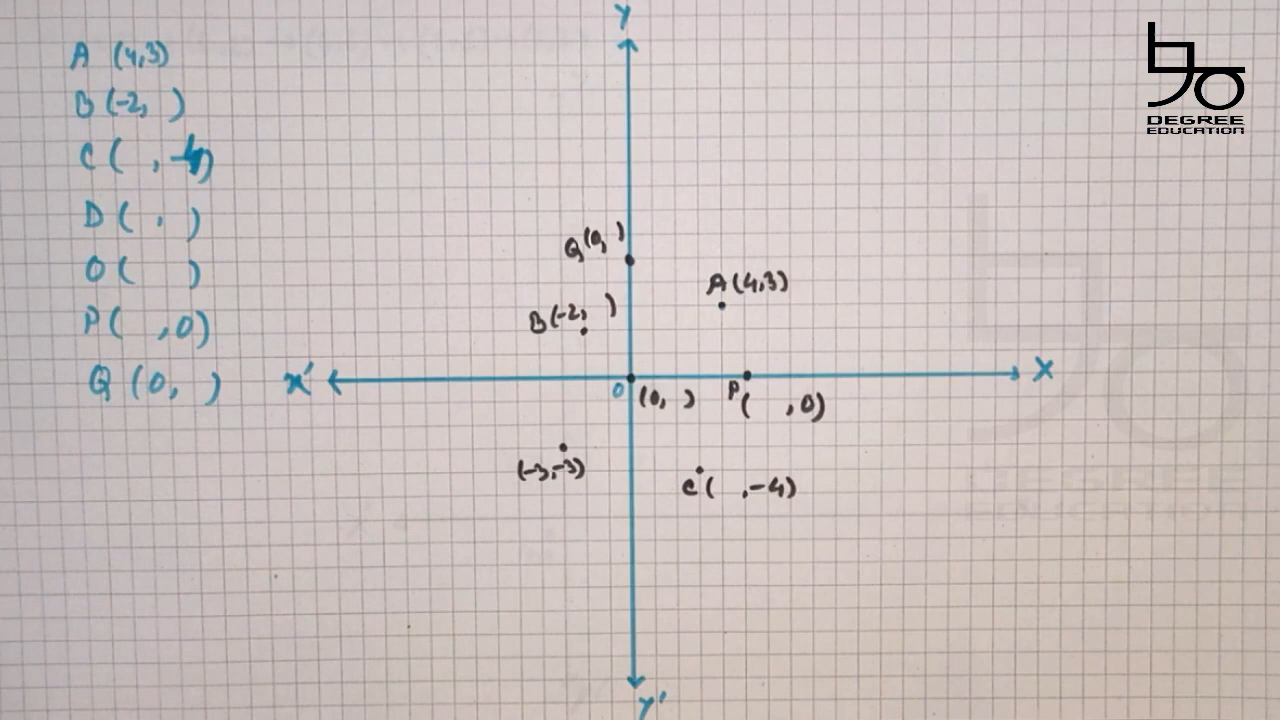 A (4,3)
B (-2, )
C ( , -4)
D ( , )
O ( )
P ( ,0)
Q (0, )
Y
Q (0, )
A (4,3)
B (-2, )
X'
X
O
(0, )
P
( ,0)
(-3,-3)
C ( ,-4)
Y'
DEGREE
EDUCATION